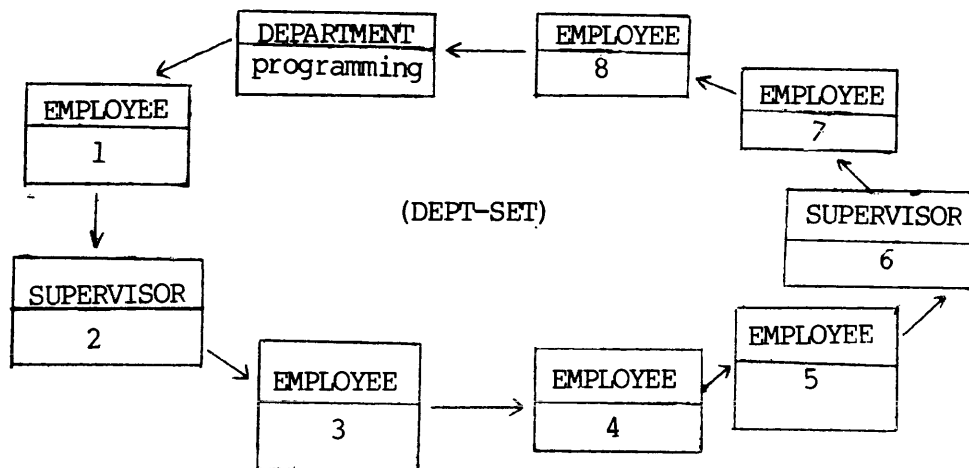 DEPARTMENT
programming
EMPLOYEE
8
EMPLOYEE
7
EMPLOYEE
1
(DEPT-SET)
SUPERVISOR
6
SUPERVISOR
2
EMPLOYEE
5
EMPLOYEE
3
EMPLOYEE
4